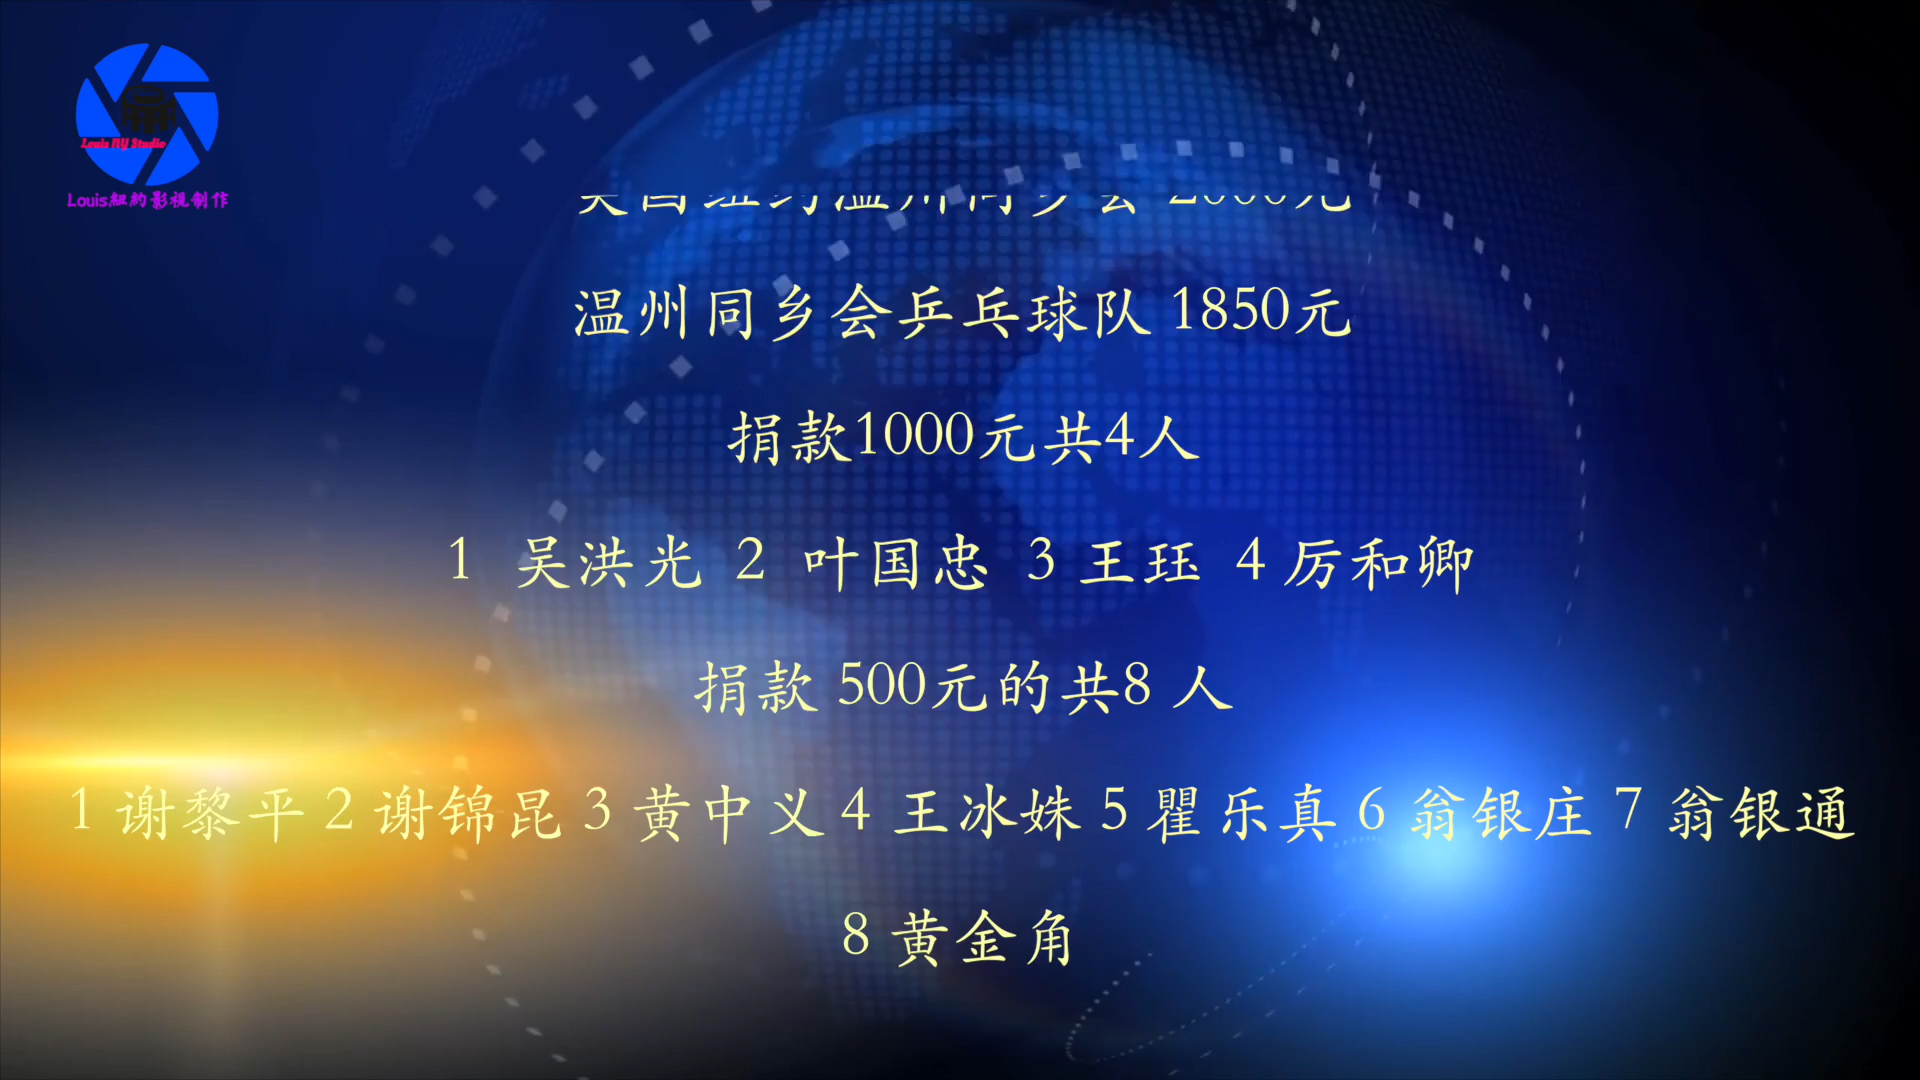 Louis NY Studio
Louis紐約影視制作
温州同乡会乒乓球队 1850元
捐款1000元共4人
1 吴洪光 2 叶国忠 3 王珏 4 厉和卿
捐款 500元的共8 人
1 谢黎平 2 谢锦昆 3 黄中义 4 王冰姝 5 瞿乐真 6 翁银庄 7 翁银通
8 黄金角